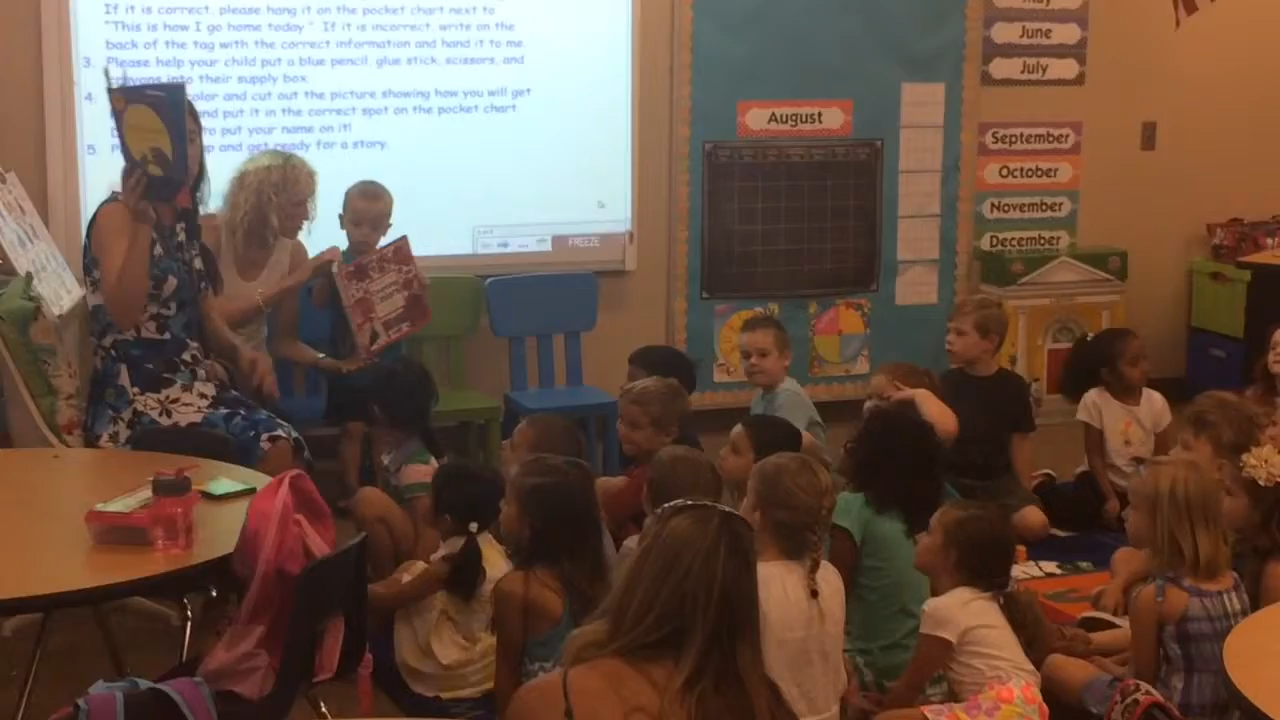 If it is correct, please hang it on the pocket chart next to
"This is how I go home today". If it is incorrect, write on the
back of the tag with the correct information and hand it to me.
3. Please help your child put a blue pencil, glue stick, scissors, and
crayons into their supply box.
4. color and cut out the picture showing how you will get
and put it in the correct spot on the pocket chart.
to put your name on it!
5. up and get ready for a story.
FREEZE
August
May
June
July
September
October
November
December